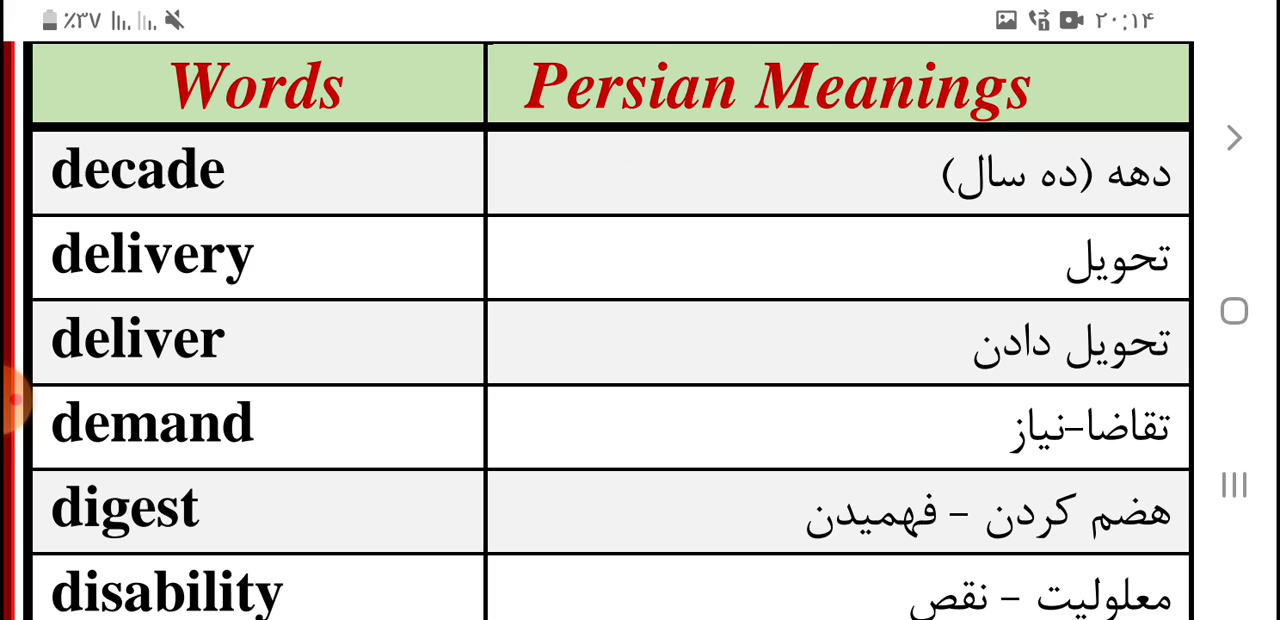 ٪۳۷ ۲۰:۱۴
Words Persian Meanings
decade دهه (ده سال)
delivery تحویل
deliver تحویل دادن
demand تقاضا-نیاز
digest هضم کردن - فهمیدن
disability معلولیت - نقص